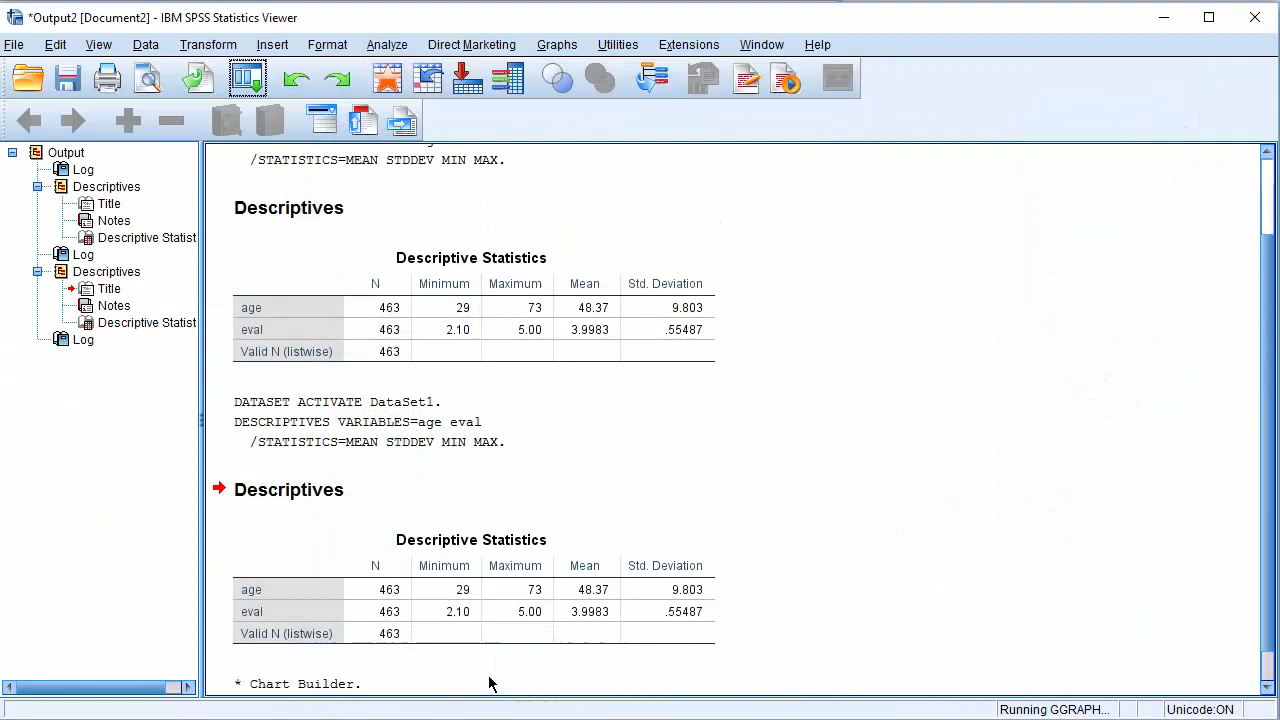 *Output2 [Document2] - IBM SPSS Statistics Viewer
File Edit View Data Transform Insert Format Analyze Direct Marketing Graphs Utilities Extensions Window Help
Output
Log
Descriptives
Title
Notes
Descriptive Statist
Log
Descriptives
Title
Notes
Descriptive Statist
Log
/STATISTICS=MEAN STDDEV MIN MAX.
Descriptives
Descriptive Statistics
N Minimum Maximum Mean Std. Deviation
age 463 29 73 48.37 9.803
eval 463 2.10 5.00 3.9983 .55487
Valid N (listwise) 463
DATASET ACTIVATE DataSet1.
DESCRIPTIVES VARIABLES=age eval
/STATISTICS=MEAN STDDEV MIN MAX.
Descriptives
Descriptive Statistics
N Minimum Maximum Mean Std. Deviation
age 463 29 73 48.37 9.803
eval 463 2.10 5.00 3.9983 .55487
Valid N (listwise) 463
* Chart Builder.
Running GGRAPH... Unicode:ON